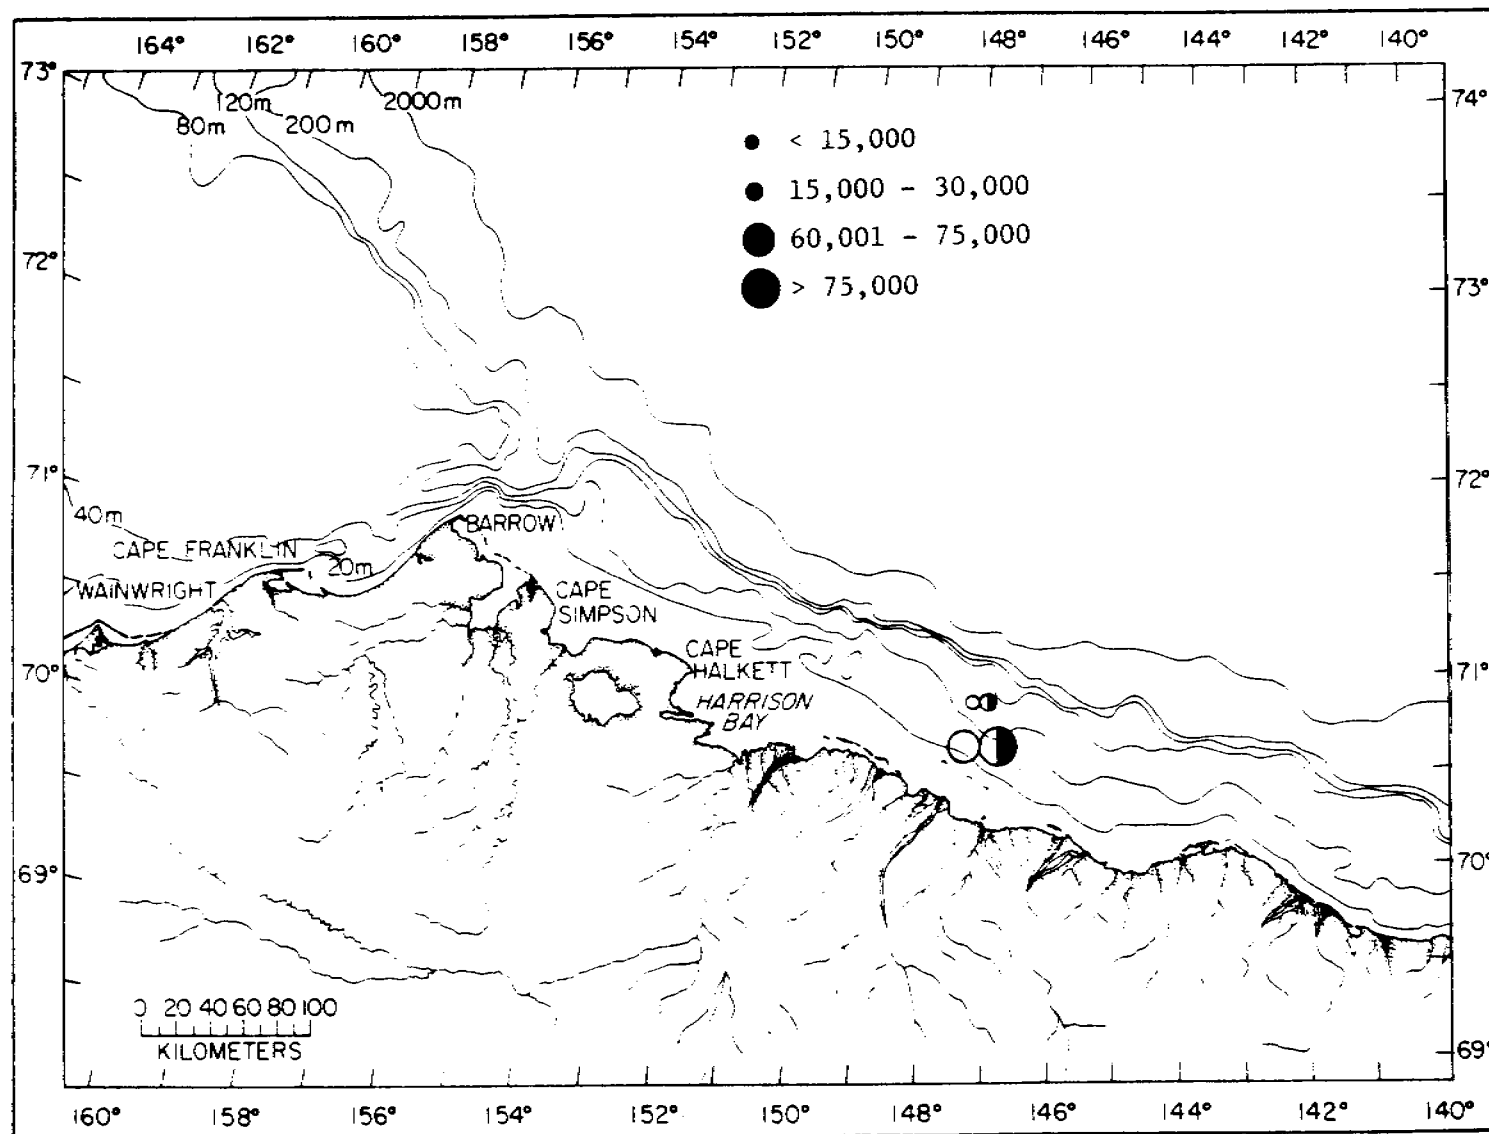 164° 162° 160° 158° 156° 154° 152° 150° 148° 146° 144° 142° 140°
73°
120m 2000m
74°
80m 200m
< 15,000
15,000 - 30,000
60,001 - 75,000
72°
> 75,000
73°
71°
72°
40m
BARROW
CAPE FRANKLIN
20m
WAINWRIGHT
CAPE
SIMPSON
CAPE
HALKETT
70°
71°
HARRISON
BAY
69°
70°
0 20 40 60 80 100
KILOMETERS
69°
160° 158° 156° 154° 152° 150° 148° 146° 144° 142° 140°